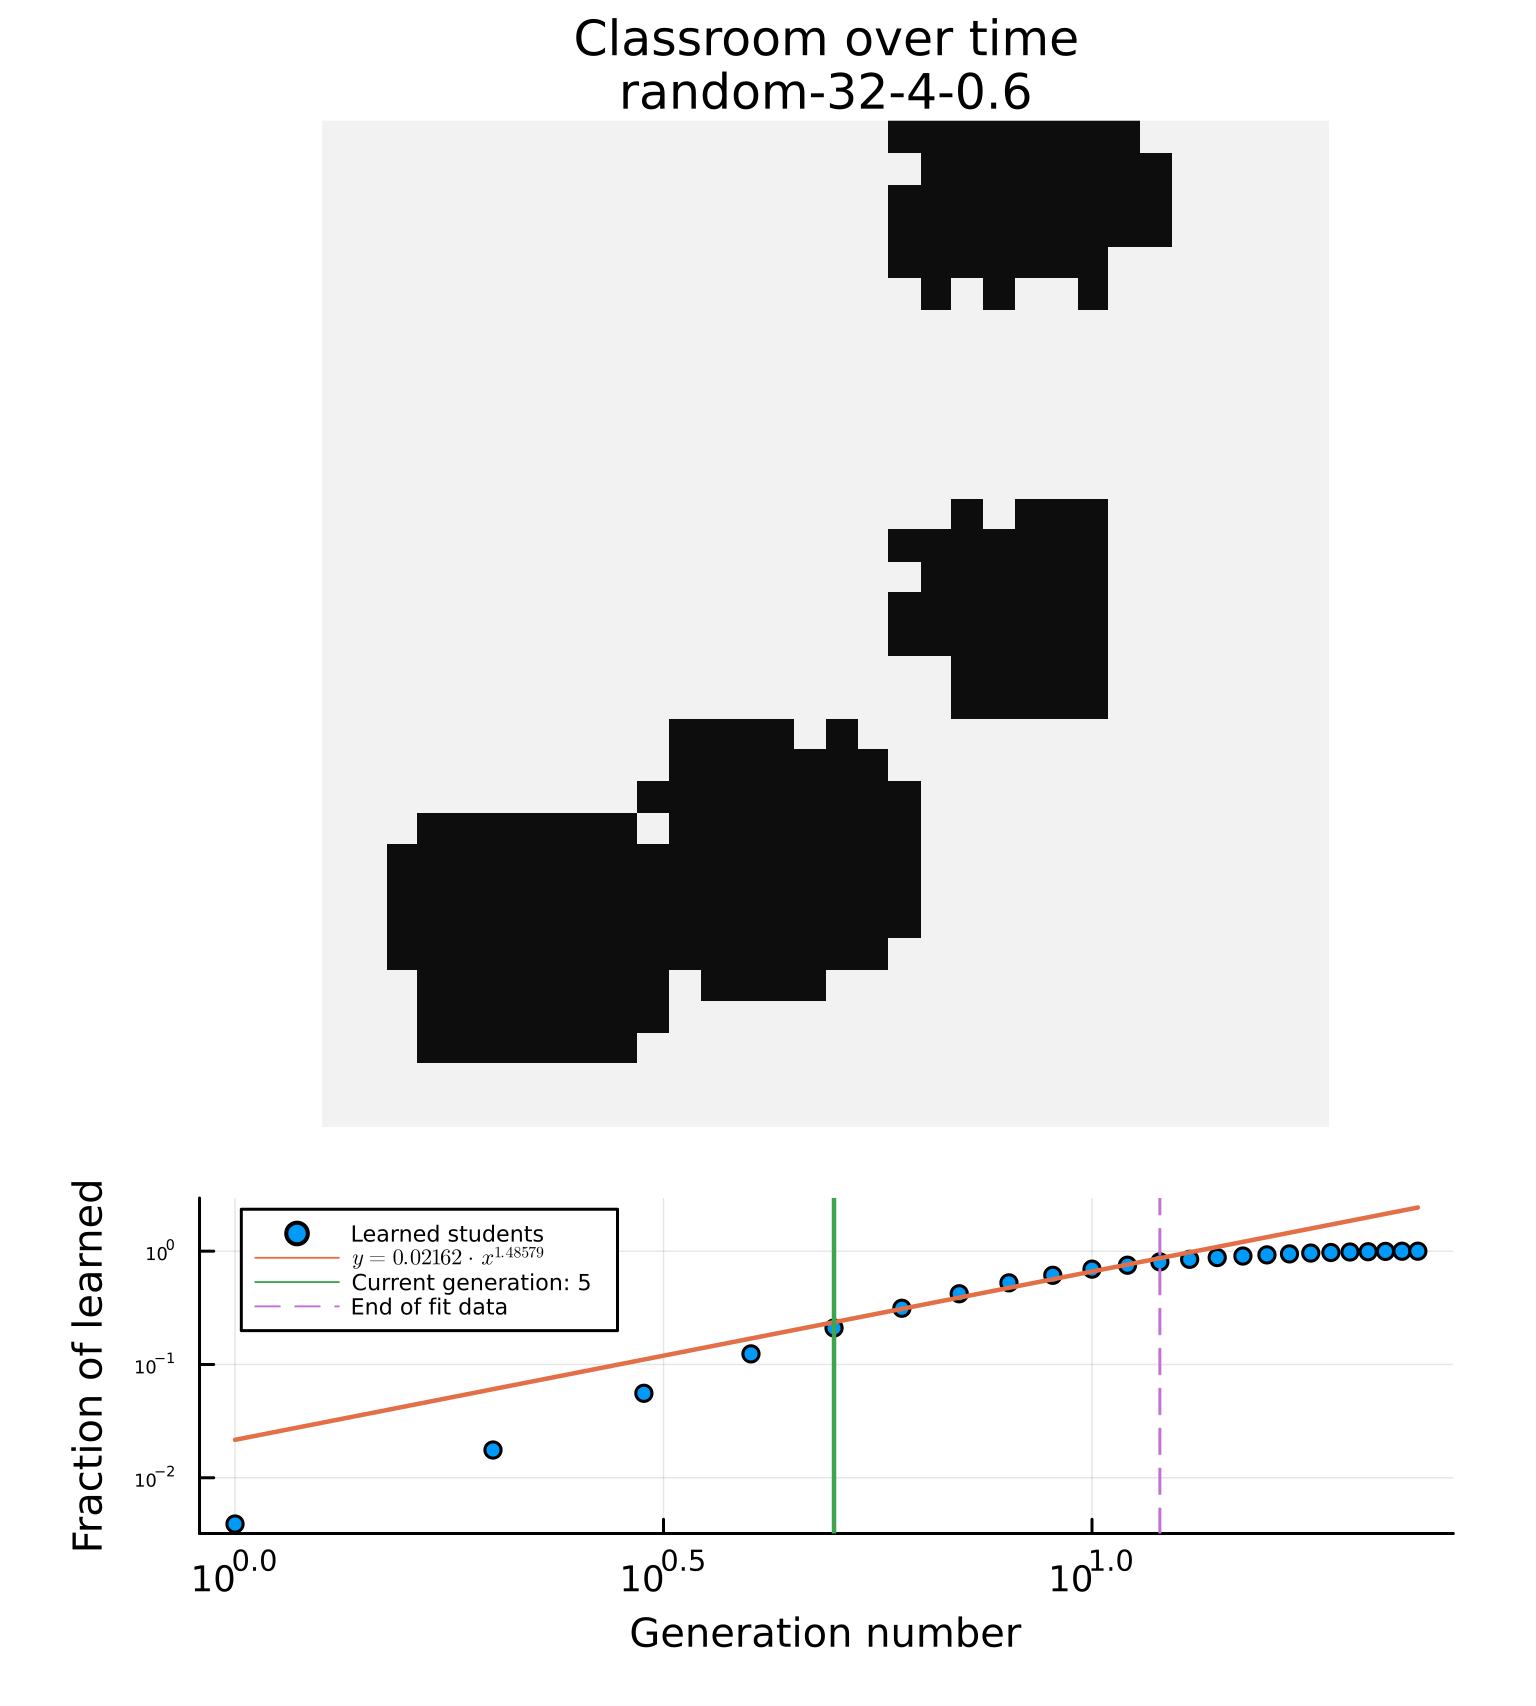 Classroom over time
random-32-4-0.6
Fraction of learned
10⁰
10⁻¹
10⁻²
Learned students
y = 0.02162 · x^1.48579
Current generation: 5
End of fit data
10^0.0 10^0.5 10^1.0
Generation number